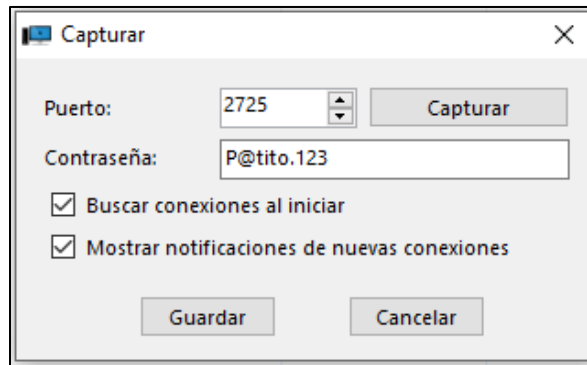 Capturar
Puerto: 2725 Capturar
Contraseña: P@tito.123
Buscar conexiones al iniciar
Mostrar notificaciones de nuevas conexiones
Guardar Cancelar